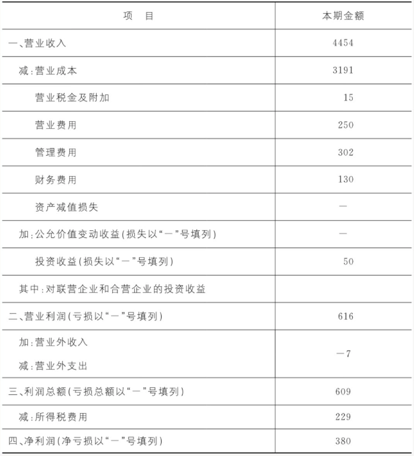 项 目 本期金额
一、营业收入 4454
减:营业成本 3191
营业税金及附加 15
营业费用 250
管理费用 302
财务费用 130
资产减值损失 —
加:公允价值变动收益(损失以“—”号填列) —
投资收益(损失以“—”号填列) 50
其中:对联营企业和合营企业的投资收益
二、营业利润(亏损以“—”号填列) 616
加:营业外收入
减:营业外支出 —7
三、利润总额(亏损总额以“—”号填列) 609
减:所得税费用 229
四、净利润(净亏损以“—”号填列) 380